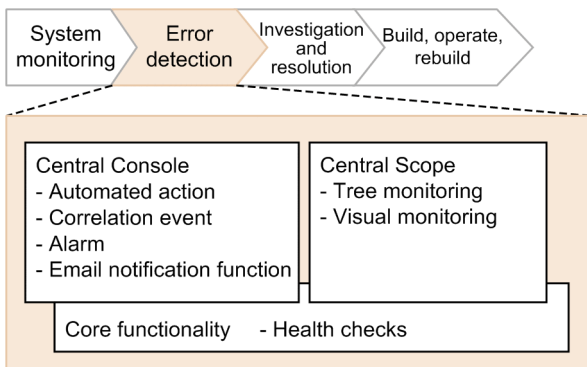 System
monitoring
Error
detection
Investigation
and
resolution
Build, operate,
rebuild
Central Console
- Automated action
- Correlation event
- Alarm
- Email notification function
Central Scope
- Tree monitoring
- Visual monitoring
Core functionality - Health checks